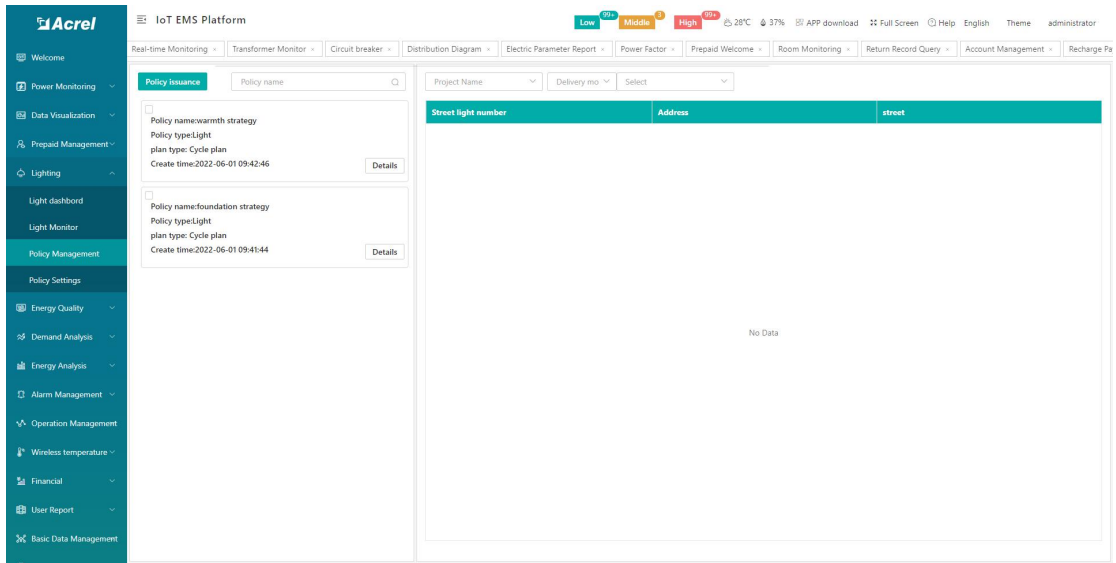 Acrel
IoT EMS Platform
Low 99+ Middle 3 High 99+ 28°C 37% APP download Full Screen Help English Theme administrator
Real-time Monitoring × Transformer Monitor × Circuit breaker × Distribution Diagram × Electric Parameter Report × Power Factor × Prepaid Welcome × Room Monitoring × Return Record Query × Account Management × Recharge Pa
Welcome
Power Monitoring
Data Visualization
Prepaid Management
Lighting
Light dashbord
Light Monitor
Policy Management
Policy Settings
Energy Quality
Demand Analysis
Energy Analysis
Alarm Management
Operation Management
Wireless temperature
Financial
User Report
Basic Data Management
Policy issuance Policy name
Policy name:warmth strategy
Policy type:Light
plan type: Cycle plan
Create time:2022-06-01 09:42:46 Details
Policy name:foundation strategy
Policy type:Light
plan type: Cycle plan
Create time:2022-06-01 09:41:44 Details
Project Name Delivery mo Select
Street light number Address street
No Data